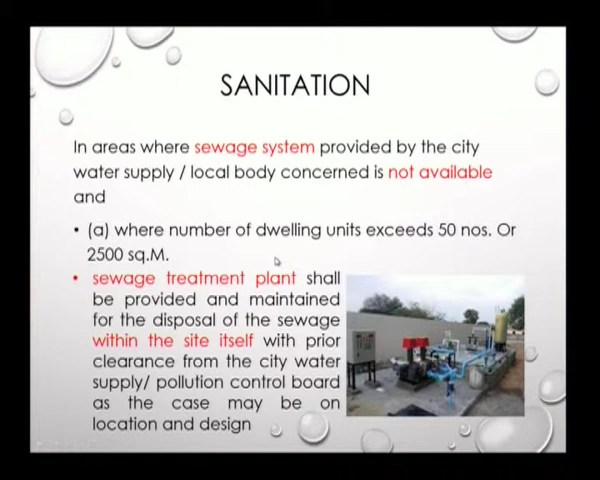 SANITATION
In areas where sewage system provided by the city
water supply / local body concerned is not available
and
• (a) where number of dwelling units exceeds 50 nos. Or
2500 sq.M.
• sewage treatment plant shall
be provided and maintained
for the disposal of the sewage
within the site itself with prior
clearance from the city water
supply/ pollution control board
as the case may be on
location and design